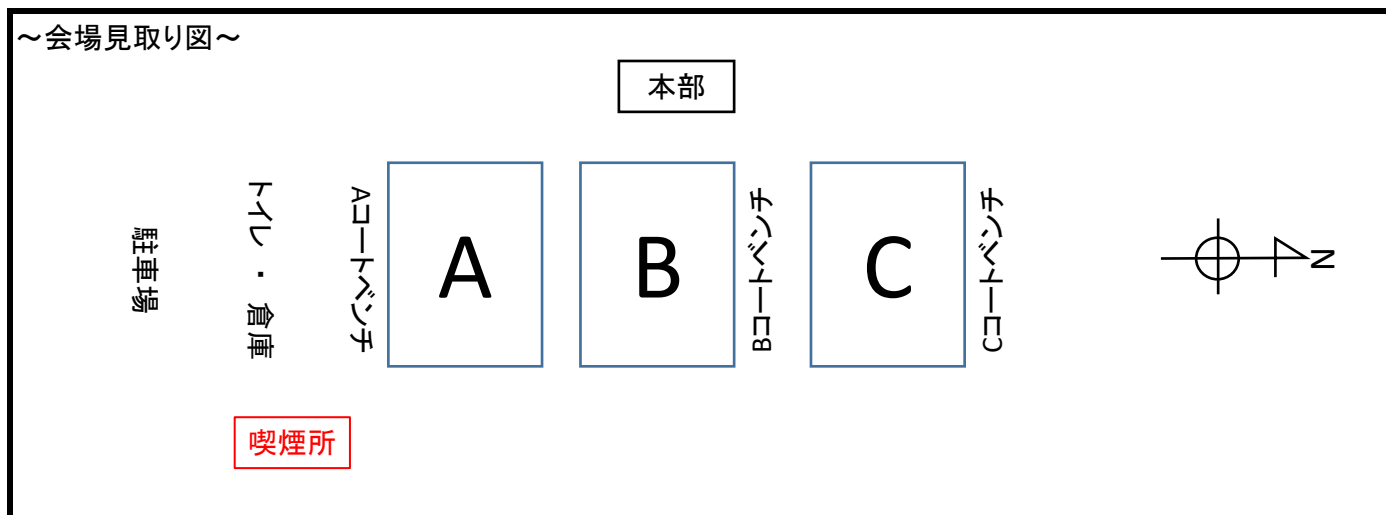 ～会場見取り図～
本部
駐車場
トイレ ・ 倉庫
Aコートベンチ
A
B
Bコートベンチ
C
Cコートベンチ
N
喫煙所